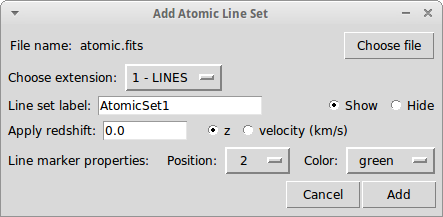 Add Atomic Line Set
File name: atomic.fits Choose file
Choose extension: 1 - LINES
Line set label: AtomicSet1 Show Hide
Apply redshift: 0.0 z velocity (km/s)
Line marker properties: Position: 2 Color: green
Cancel Add